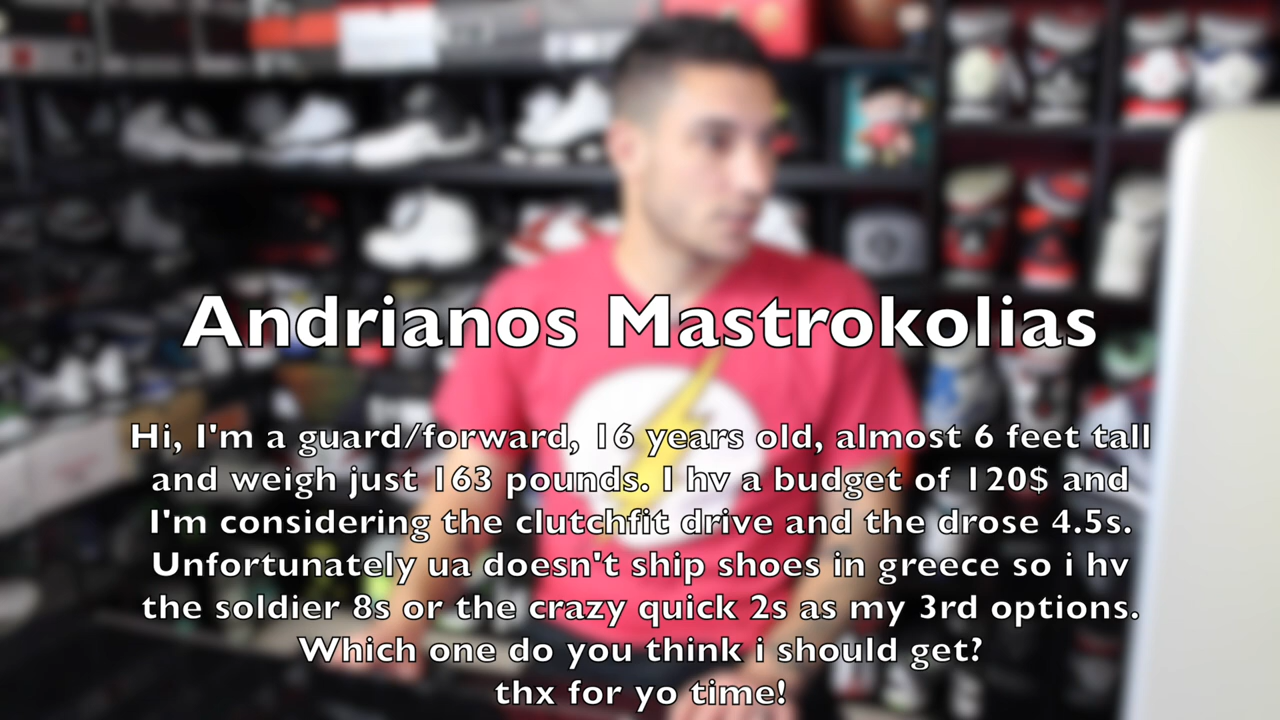 Andrianos Mastrokolias
Hi, I'm a guard/forward, 16 years old, almost 6 feet tall
and weigh just 163 pounds. I hv a budget of 120$ and
I'm considering the clutchfit drive and the drose 4.5s.
Unfortunately ua doesn't ship shoes in greece so i hv
the soldier 8s or the crazy quick 2s as my 3rd options.
Which one do you think i should get?
thx for yo time!